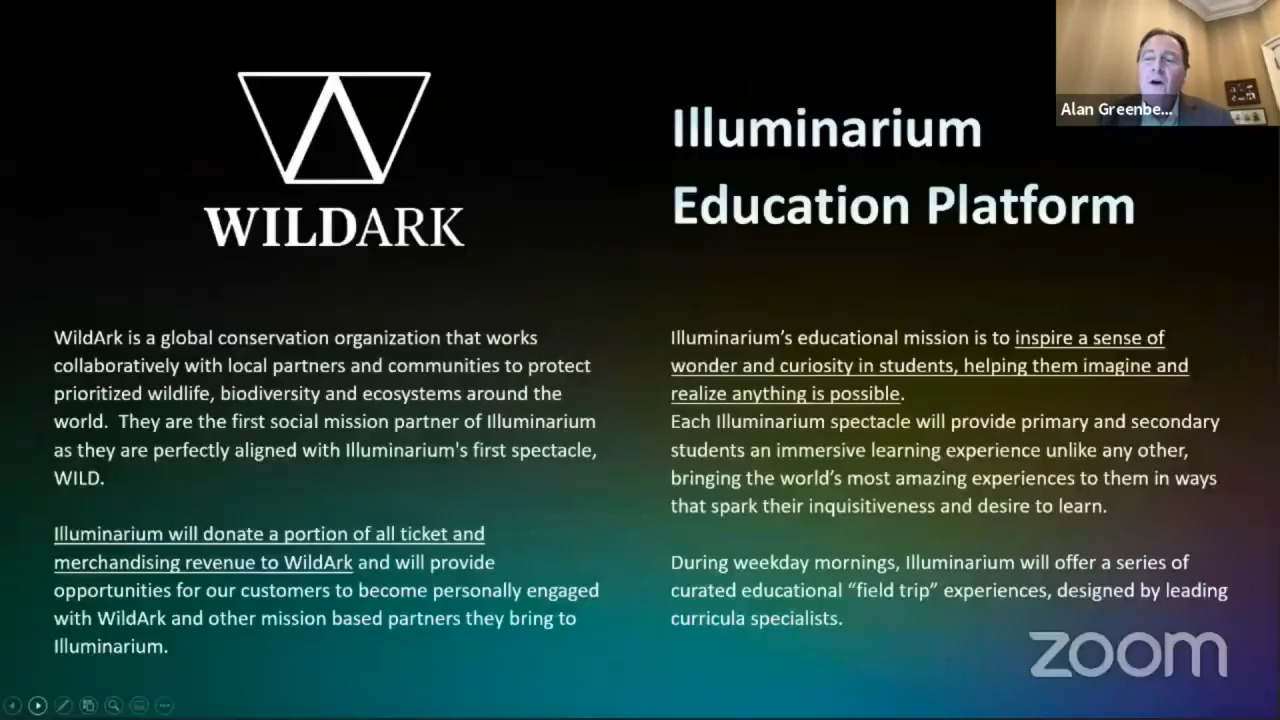 WILDARK
WildArk is a global conservation organization that works
collaboratively with local partners and communities to protect
prioritized wildlife, biodiversity and ecosystems around the
world.  They are the first social mission partner of Illuminarium
as they are perfectly aligned with Illuminarium's first spectacle,
WILD.
Illuminarium will donate a portion of all ticket and
merchandising revenue to WildArk and will provide
opportunities for our customers to become personally engaged
with WildArk and other mission based partners they bring to
Illuminarium.
Illuminarium
Education Platform
Illuminarium’s educational mission is to inspire a sense of
wonder and curiosity in students, helping them imagine and
realize anything is possible.
Each Illuminarium spectacle will provide primary and secondary
students an immersive learning experience unlike any other,
bringing the world’s most amazing experiences to them in ways
that spark their inquisitiveness and desire to learn.
During weekday mornings, Illuminarium will offer a series of
curated educational “field trip” experiences, designed by leading
curricula specialists.
Alan Greenbe...
zoom